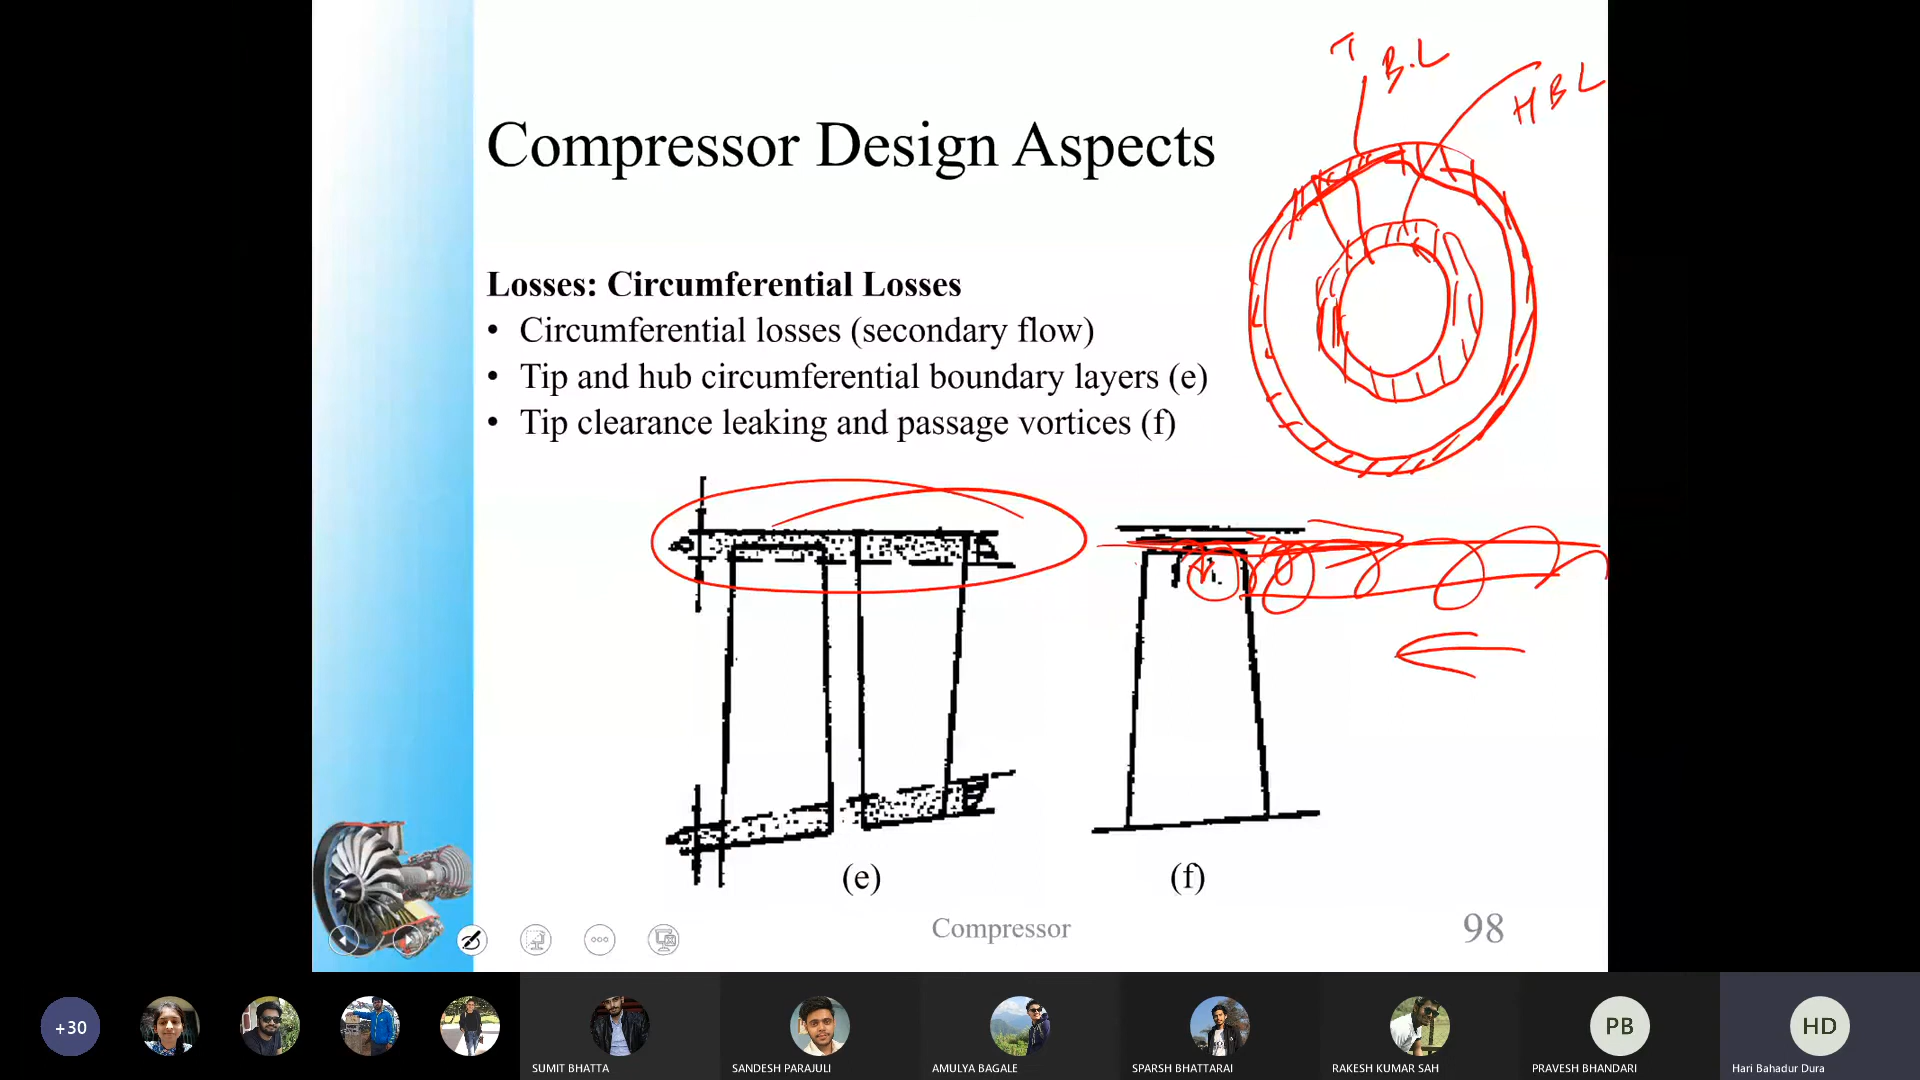 T B.L
H B L
Compressor Design Aspects
Losses: Circumferential Losses
• Circumferential losses (secondary flow)
• Tip and hub circumferential boundary layers (e)
• Tip clearance leaking and passage vortices (f)
(e)
(f)
Compressor
98
+30
PB
HD
SUMIT BHATTA
SANDESH PARAJULI
AMULYA BAGALE
SPARSH BHATTARAI
RAKESH KUMAR SAH
PRAVESH BHANDARI
Hari Bahadur Dura